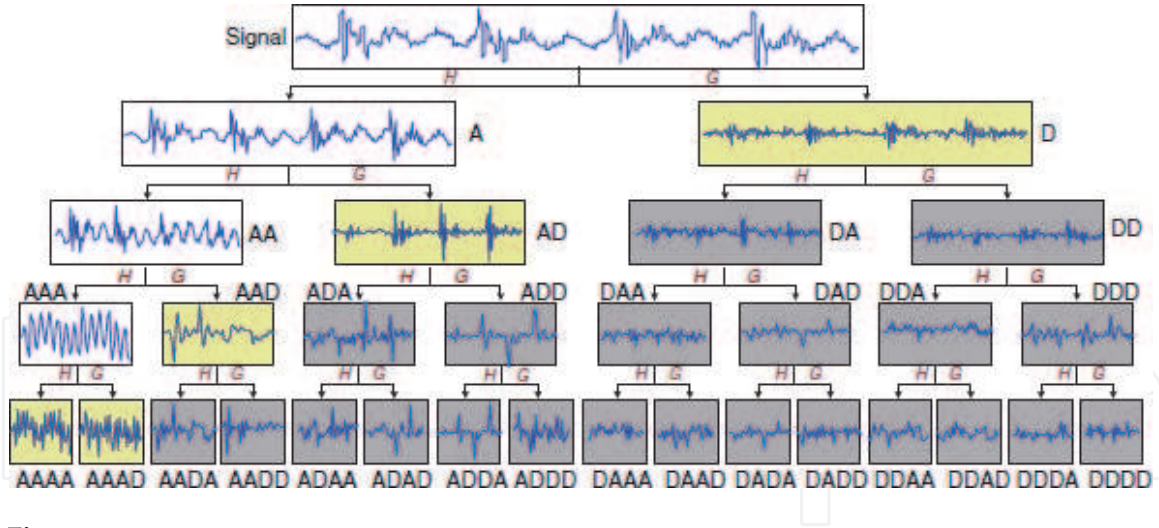 Signal
H G
A D
H G H G
AA AD DA DD
H G H G H G H G
AAA AAD ADA ADD DAA DAD DDA DDD
H G H G H G H G H G H G H G H G
AAAA AAAD AADA AADD ADAA ADAD ADDA ADDD DAAA DAAD DADA DADD DDAA DDAD DDDA DDDD